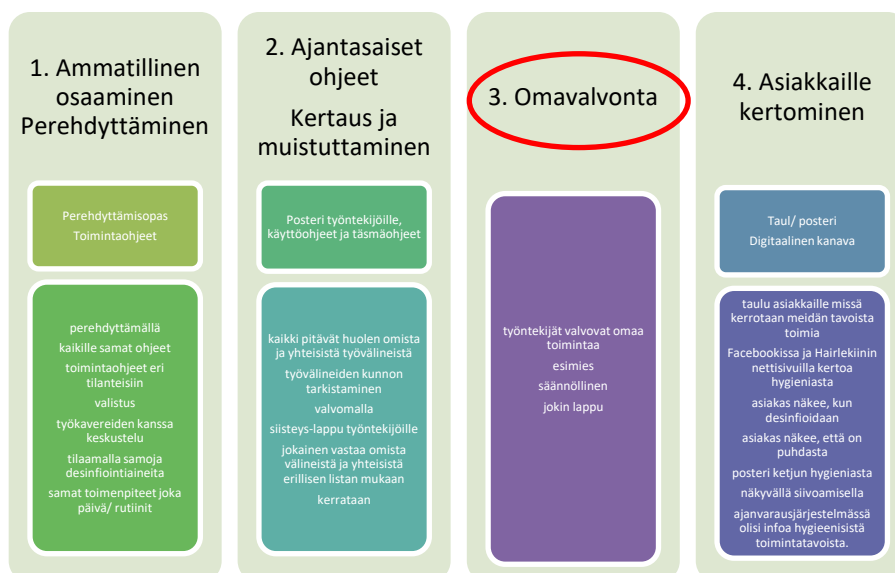 1. Ammatillinen
osaaminen
Perehdyttäminen
Perehdyttämisopas
Toimintaohjeet
perehdyttämällä
kaikille samat ohjeet
toimintaohjeet eri
tilanteisiin
valistus
työkavereiden kanssa
keskustelu
tilaamalla samoja
desinfiointiaineita
samat toimenpiteet joka
päivä/ rutiinit
2. Ajantasaiset
ohjeet
Kertaus ja
muistuttaminen
Posteri työntekijöille,
käyttöohjeet ja täsmäohjeet
kaikki pitävät huolen omista
ja yhteisistä työvälineistä
työvälineiden kunnon
tarkistaminen
valvomalla
siisteys-lappu työntekijöille
jokainen vastaa omista
välineistä ja yhteisistä
erillisen listan mukaan
kerrataan
3. Omavalvonta
työntekijät valvovat omaa
toimintaa
esimies
säännöllinen
jokin lappu
4. Asiakkaille
kertominen
Taul/ posteri
Digitaalinen kanava
taulu asiakkaille missä
kerrotaan meidän tavoista
toimia
Facebookissa ja Hairlekiinin
nettisivuilla kertoa
hygieniasta
asiakas näkee, kun
desinfioidaan
asiakas näkee, että on
puhdasta
posteri ketjun hygieniasta
näkyvällä siivoamisella
ajanvarausjärjestelmässä
olisi infoa hygieenisistä
toimintatavoista.